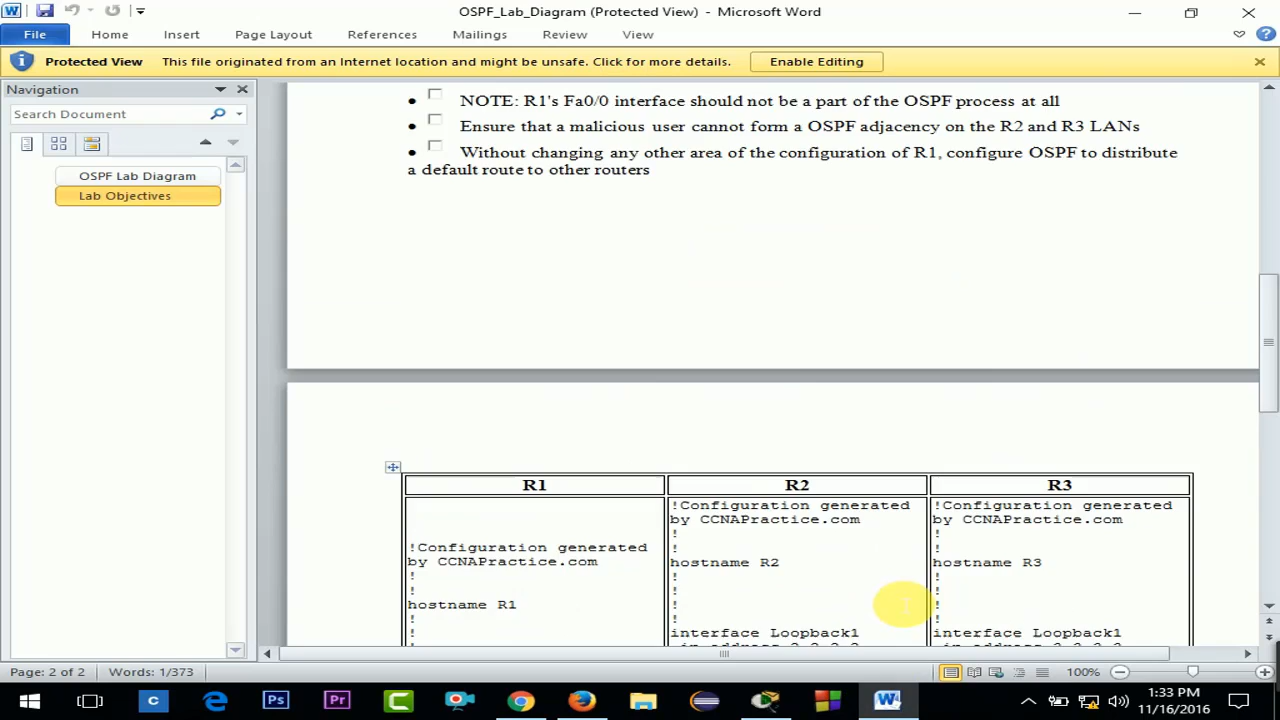 OSPF_Lab_Diagram (Protected View) - Microsoft Word
File Home Insert Page Layout References Mailings Review View
Protected View This file originated from an Internet location and might be unsafe. Click for more details. Enable Editing
Navigation
Search Document
OSPF Lab Diagram
Lab Objectives
• NOTE: R1's Fa0/0 interface should not be a part of the OSPF process at all
• Ensure that a malicious user cannot form a OSPF adjacency on the R2 and R3 LANs
• Without changing any other area of the configuration of R1, configure OSPF to distribute
a default route to other routers
R1
!Configuration generated
by CCNAPractice.com
!
!
hostname R1
!
!
R2
!Configuration generated
by CCNAPractice.com
!
!
hostname R2
!
!
!
interface Loopback1
R3
!Configuration generated
by CCNAPractice.com
!
!
hostname R3
!
!
!
interface Loopback1
Page: 2 of 2 Words: 1/373 100%
1:33 PM
11/16/2016